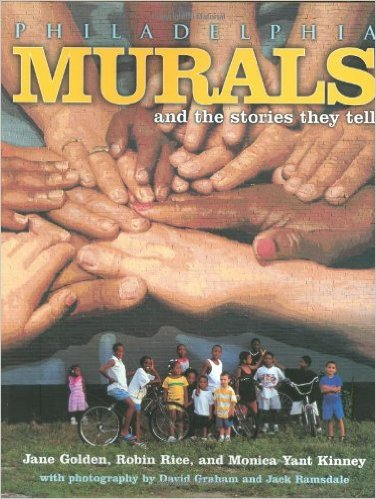 PHILADELPHIA
MURALS
and the stories they tell
Jane Golden, Robin Rice, and Monica Yant Kinney
with photography by David Graham and Jack Ramsdale